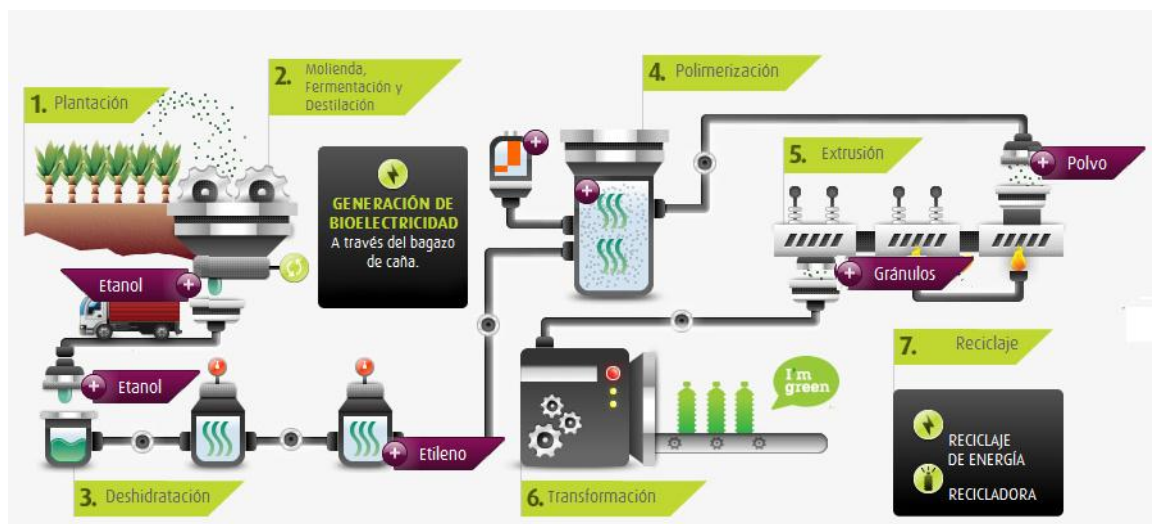 1. Plantación
2. Molienda,
Fermentación y
Destilación
GENERACIÓN DE
BIOELECTRICIDAD
A través del bagazo
de caña.
Etanol
Etanol
3. Deshidratación
Etileno
4. Polimerización
Polvo
5. Extrusión
Gránulos
6. Transformación
I'm
green
7. Reciclaje
RECICLAJE
DE ENERGÍA
RECICLADORA